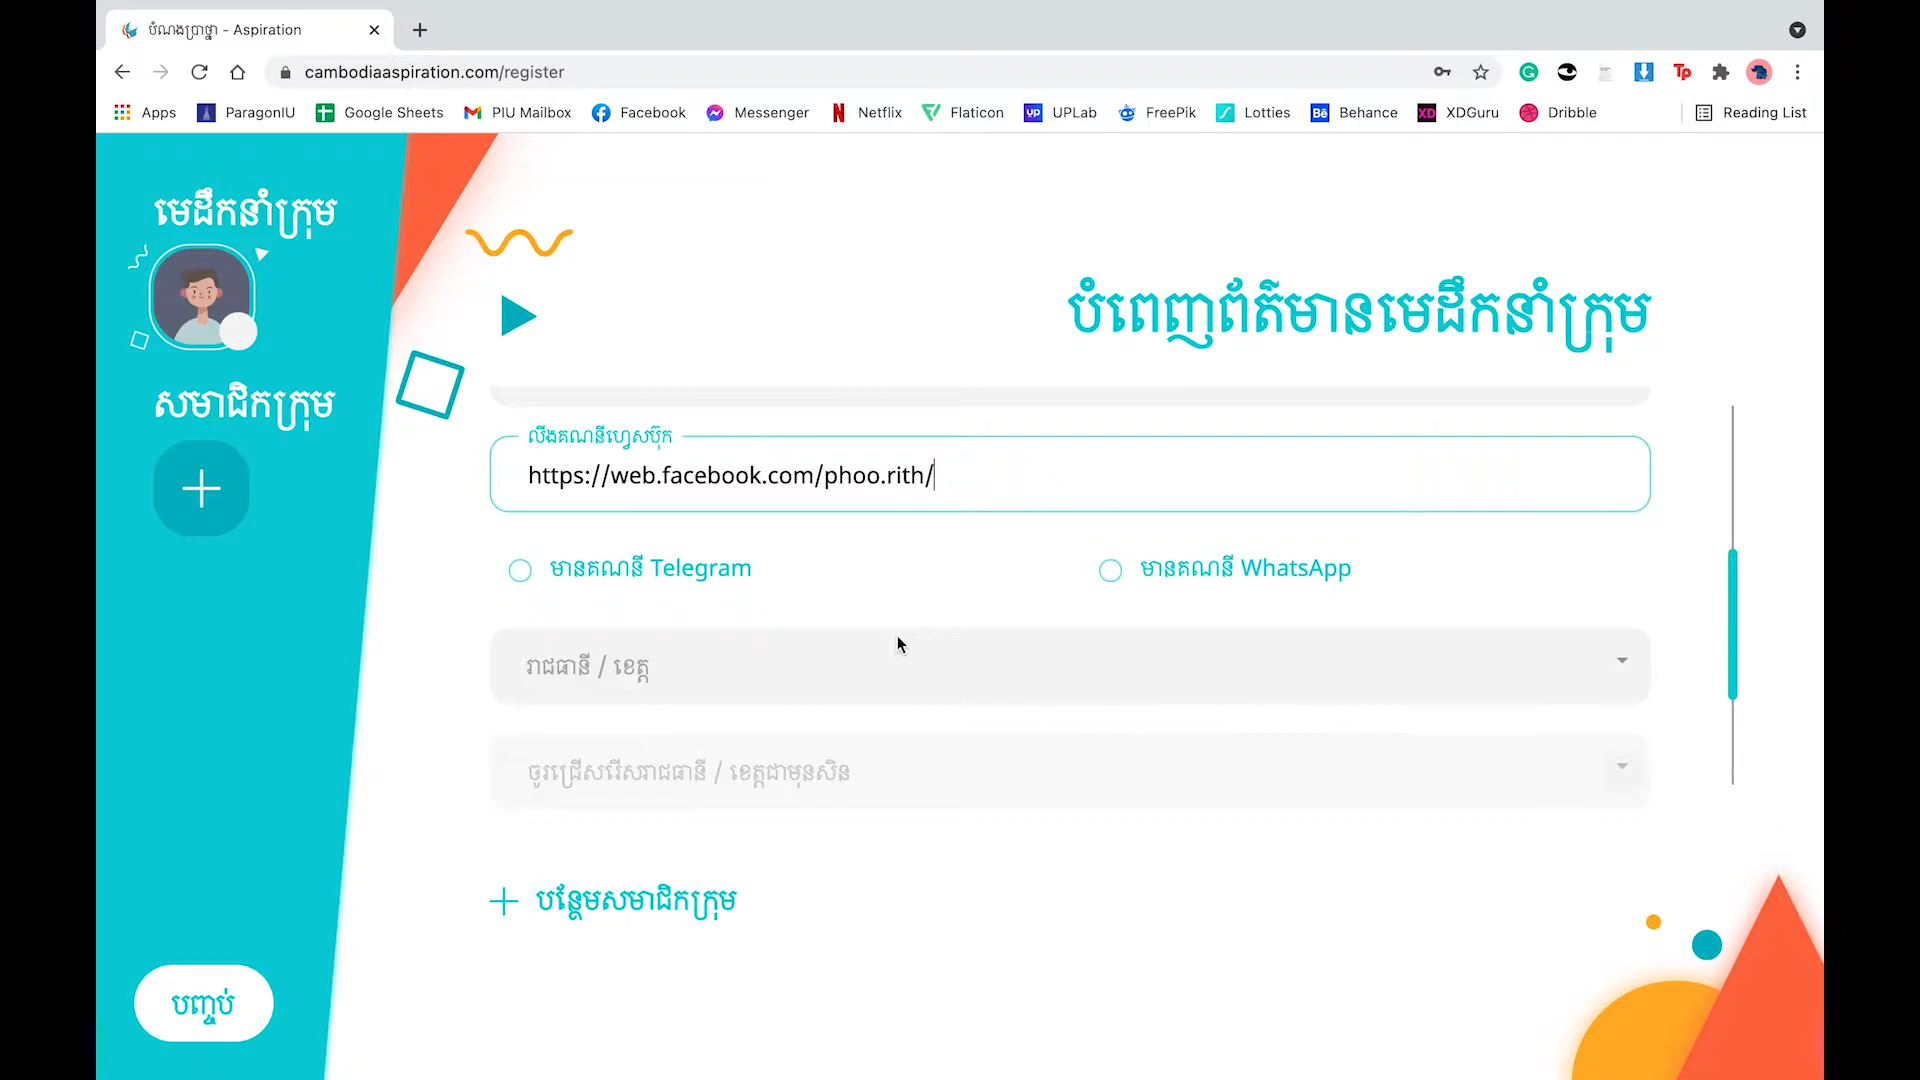 បំណងប្រាថ្នា - Aspiration
cambodiaaspiration.com/register
Apps ParagonIU Google Sheets PIU Mailbox Facebook Messenger Netflix Flaticon UPLab FreePik Lotties Behance XDGuru Dribble Reading List
មេដឹកនាំក្រុម
សមាជិកក្រុម
បំពេញព័ត៌មានមេដឹកនាំក្រុម
លីងគណនីហ្វេសប៊ុក
https://web.facebook.com/phoo.rith/
មានគណនី Telegram
មានគណនី WhatsApp
រាជធានី / ខេត្ត
ចូរជ្រើសរើសរាជធានី / ខេត្តជាមុនសិន
បន្ថែមសមាជិកក្រុម
បញ្ចប់